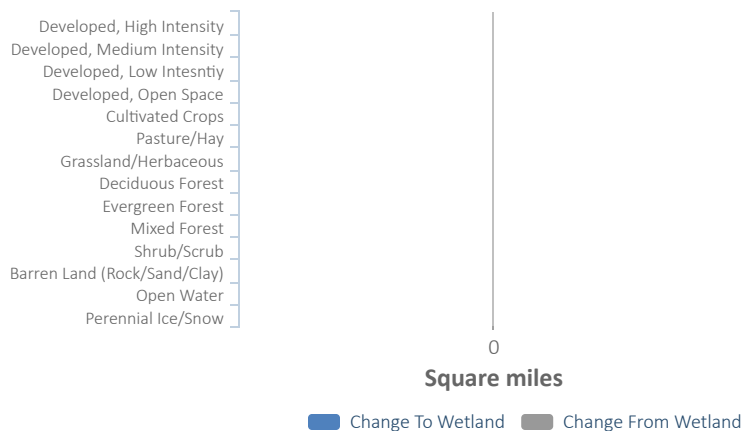 Developed, High Intensity
Developed, Medium Intensity
Developed, Low Intesntiy
Developed, Open Space
Cultivated Crops
Pasture/Hay
Grassland/Herbaceous
Deciduous Forest
Evergreen Forest
Mixed Forest
Shrub/Scrub
Barren Land (Rock/Sand/Clay)
Open Water
Perennial Ice/Snow
0
Square miles
Change To Wetland Change From Wetland